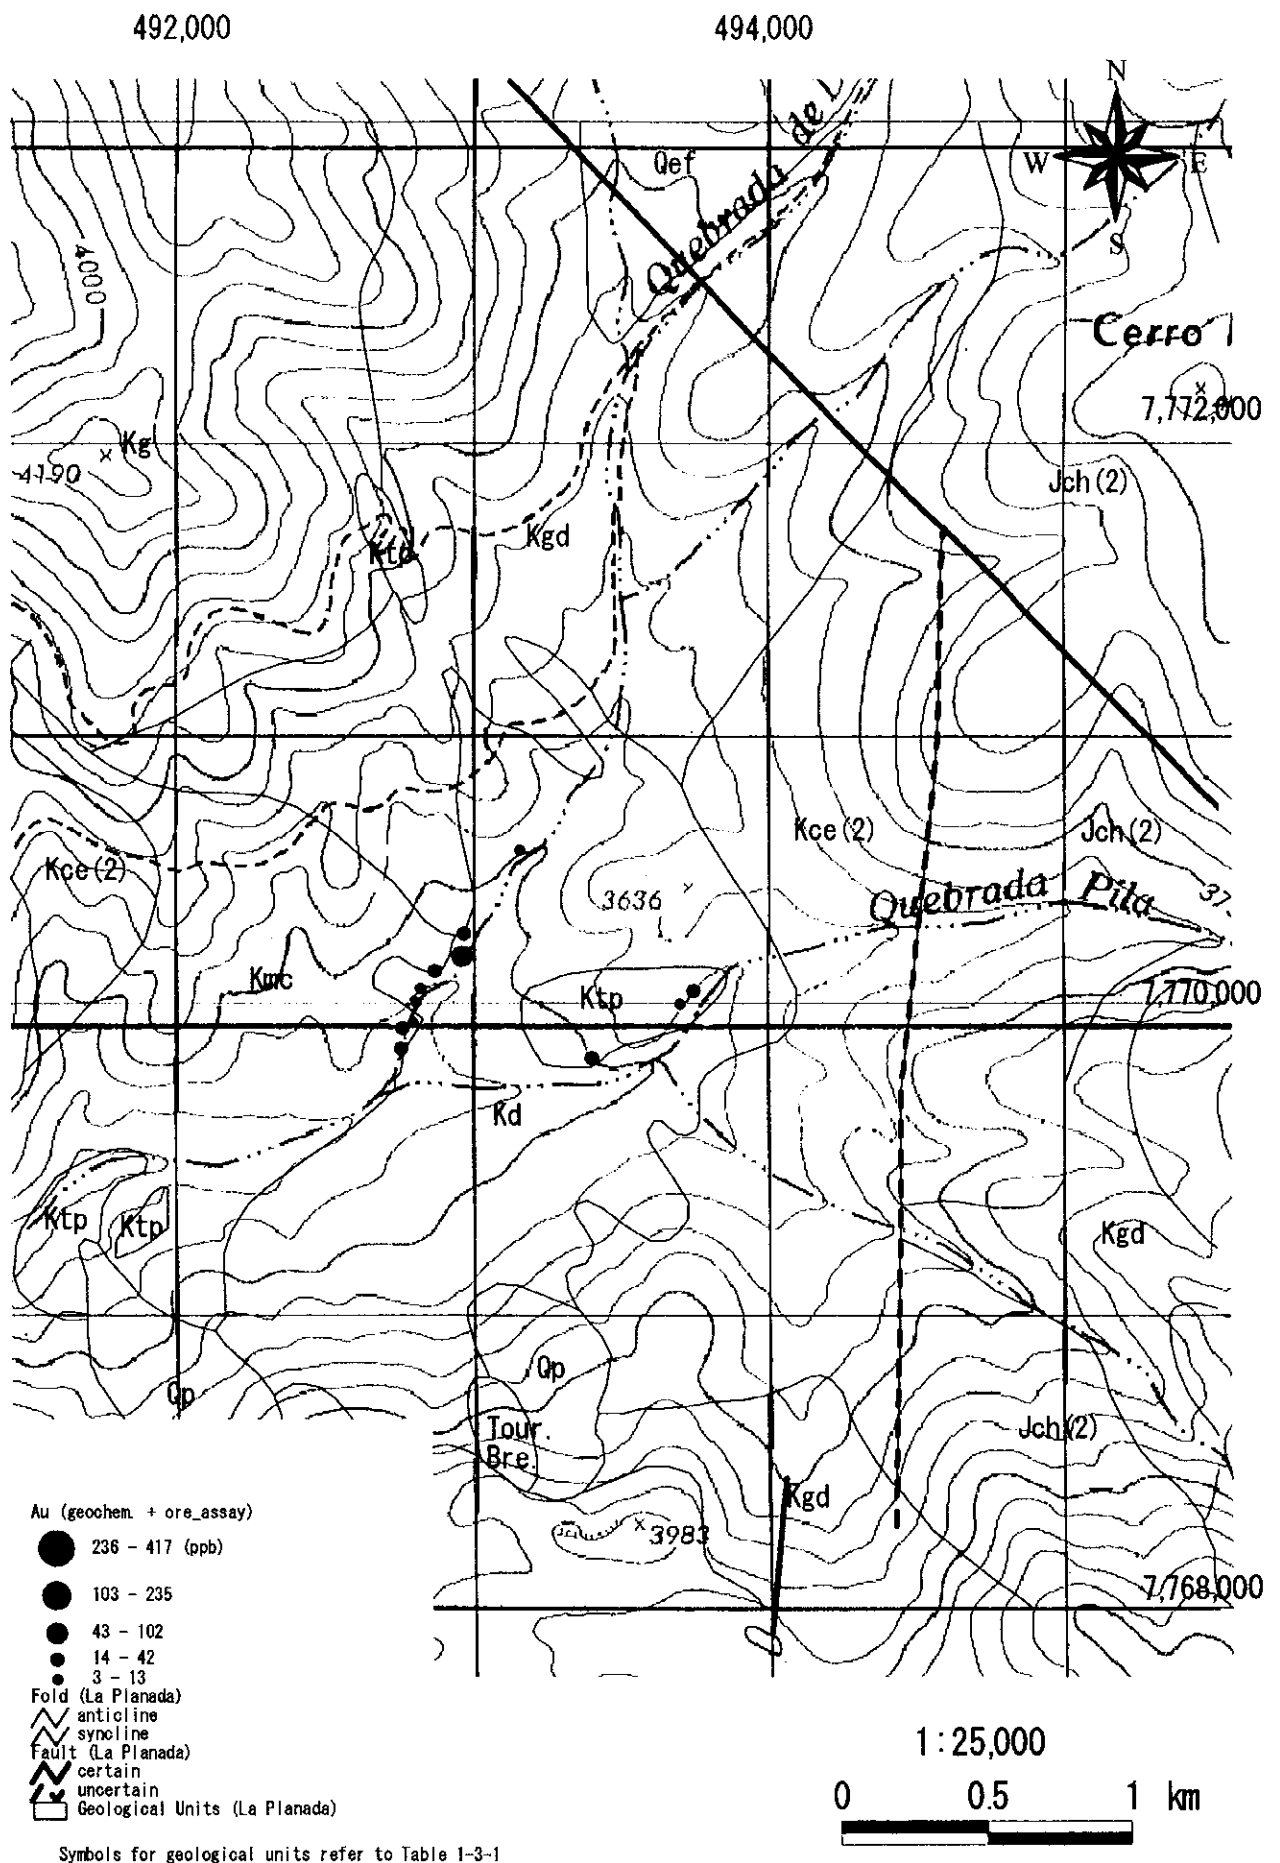 492,000
494,000
N
W
E
S
Qef
Quebrada de
4000
Cerro
7,772,000
Kg
4190
Jch(2)
Kgd
Ktp
Kce(2)
Jch(2)
Kce(2)
3636
Quebrada Pila
37
Kmc
Ktp
7,770,000
Kd
Ktp
Ktp
Kgd
Qp
Qp
Tour.
Bre.
Jch(2)
Kgd
3983
7,768,000
Au (geochem. + ore_assay)
236 - 417 (ppb)
103 - 235
43 - 102
14 - 42
3 - 13
Fold (La Planada)
anticline
syncline
Fault (La Planada)
certain
uncertain
Geological Units (La Planada)
Symbols for geological units refer to Table 1-3-1
1:25,000
0 0.5 1 km